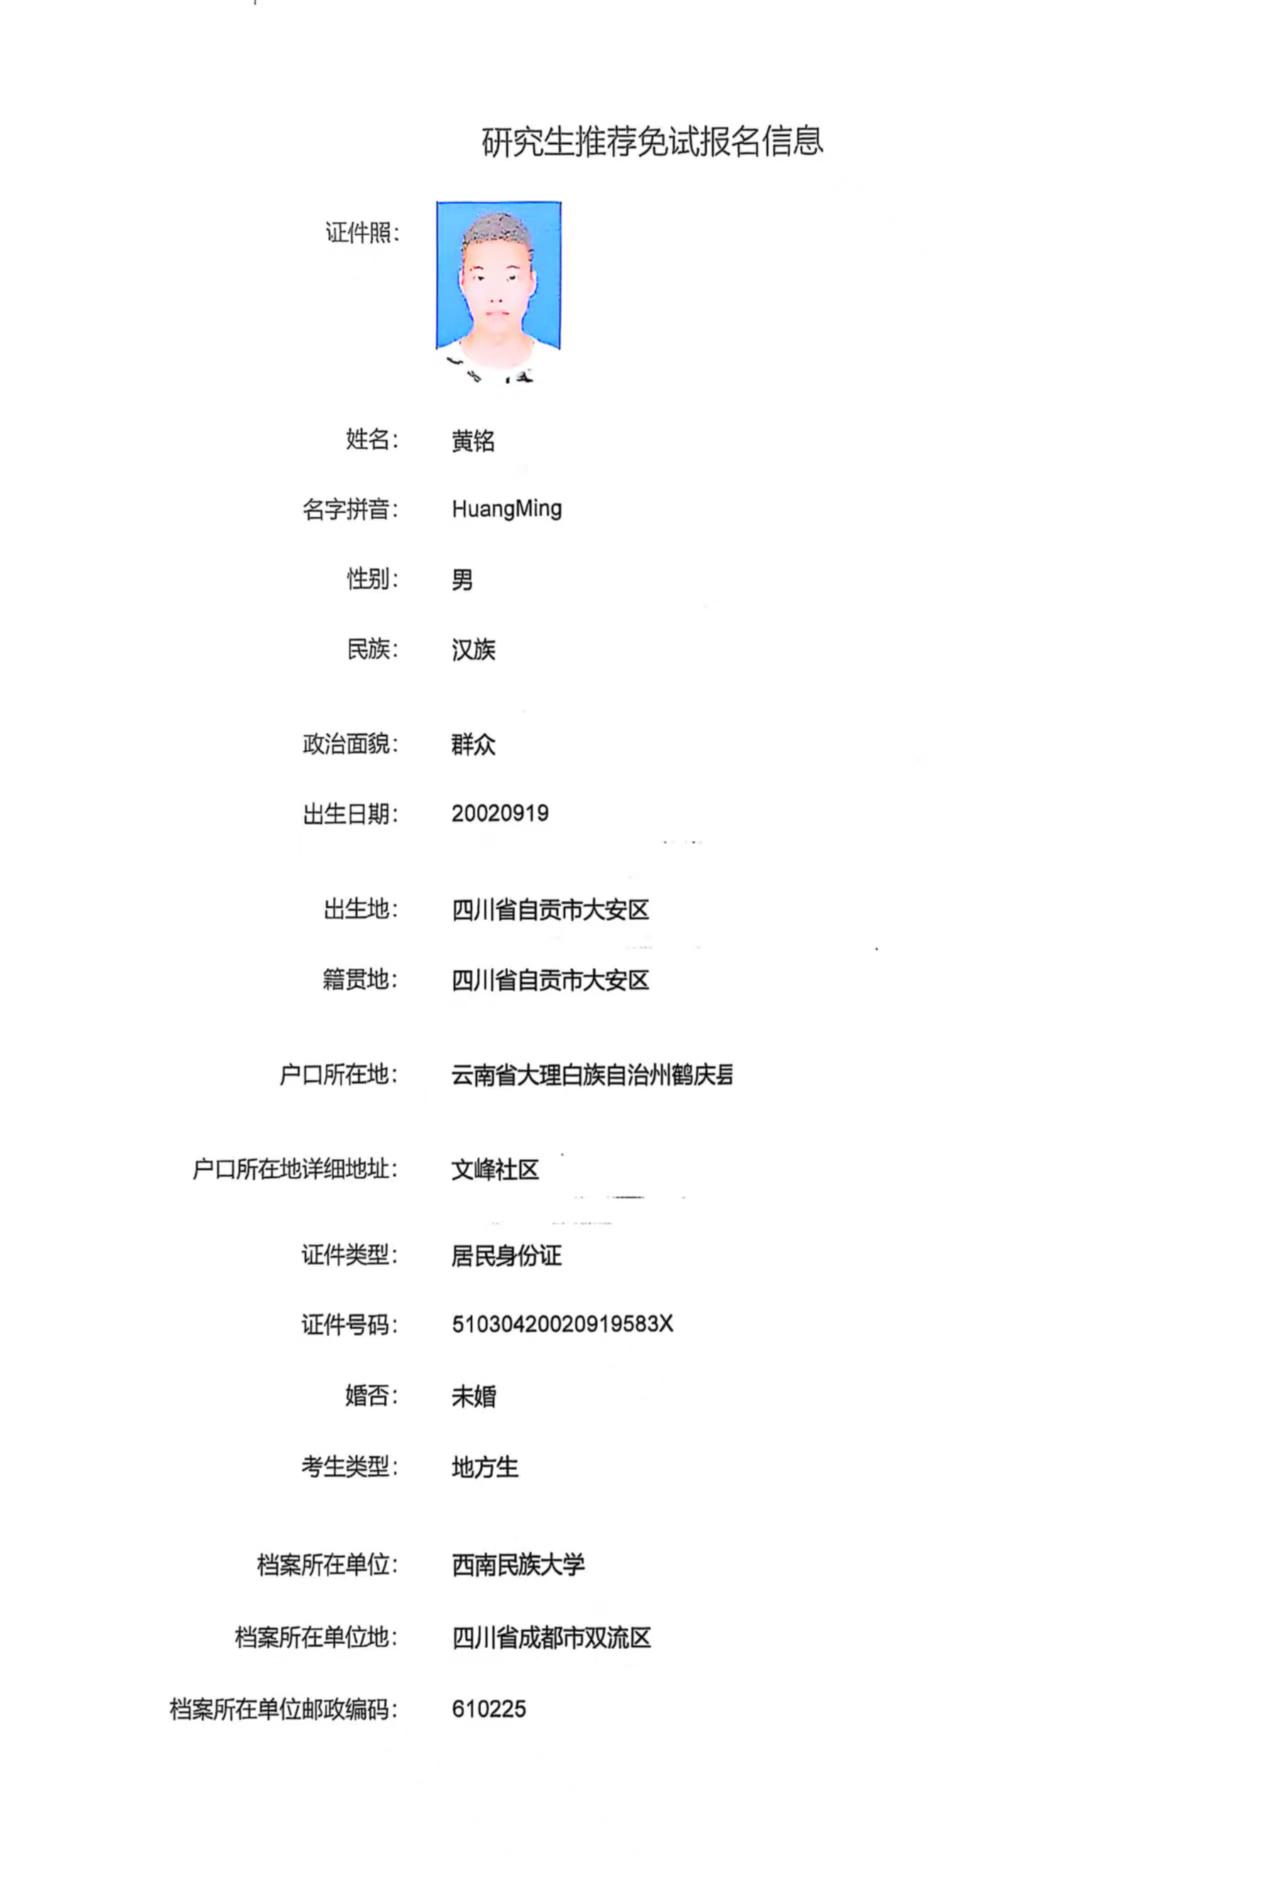 研究生推荐免试报名信息
证件照：
姓名： 黄铭
名字拼音： HuangMing
性别： 男
民族： 汉族
政治面貌： 群众
出生日期： 20020919
出生地： 四川省自贡市大安区
籍贯地： 四川省自贡市大安区
户口所在地： 云南省大理白族自治州鹤庆县
户口所在地详细地址： 文峰社区
证件类型： 居民身份证
证件号码： 51030420020919583X
婚否： 未婚
考生类型： 地方生
档案所在单位： 西南民族大学
档案所在单位地： 四川省成都市双流区
档案所在单位邮政编码： 610225